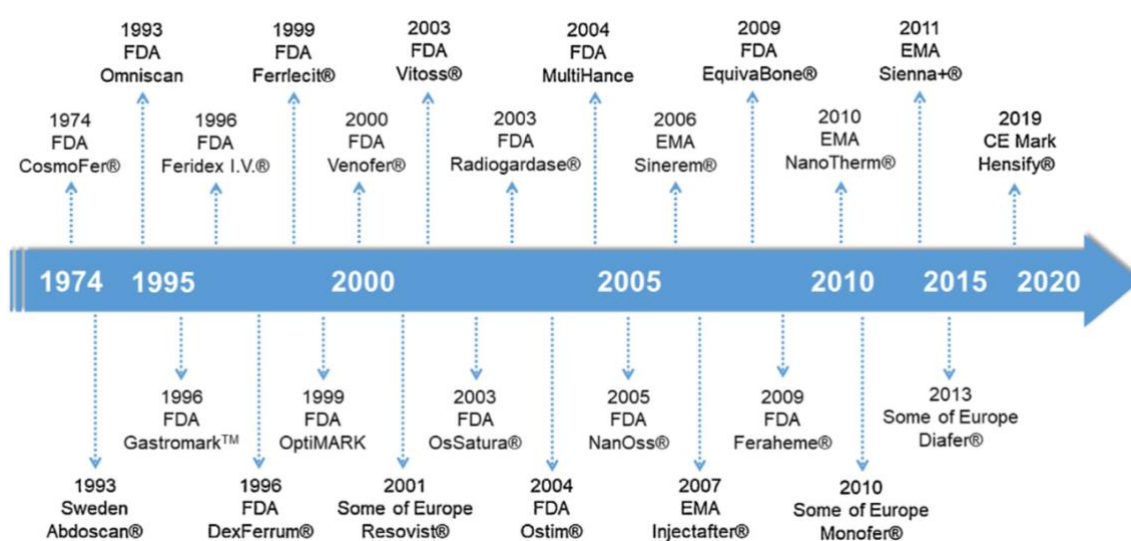 1993
FDA
Omniscan
1999
FDA
Ferrlecit®
2003
FDA
Vitoss®
2004
FDA
MultiHance
2009
FDA
EquivaBone®
2011
EMA
Sienna+®
1974
FDA
CosmoFer®
1996
FDA
Feridex I.V.®
2000
FDA
Venofer®
2003
FDA
Radiogardase®
2006
EMA
Sinerem®
2010
EMA
NanoTherm®
2019
CE Mark
Hensify®
1974 1995 2000 2005 2010 2015 2020
1996
FDA
Gastromark™
1999
FDA
OptiMARK
2003
FDA
OsSatura®
2005
FDA
NanOss®
2009
FDA
Feraheme®
2013
Some of Europe
Diafer®
1993
Sweden
Abdoscan®
1996
FDA
DexFerrum®
2001
Some of Europe
Resovist®
2004
FDA
Ostim®
2007
EMA
Injectafter®
2010
Some of Europe
Monofer®